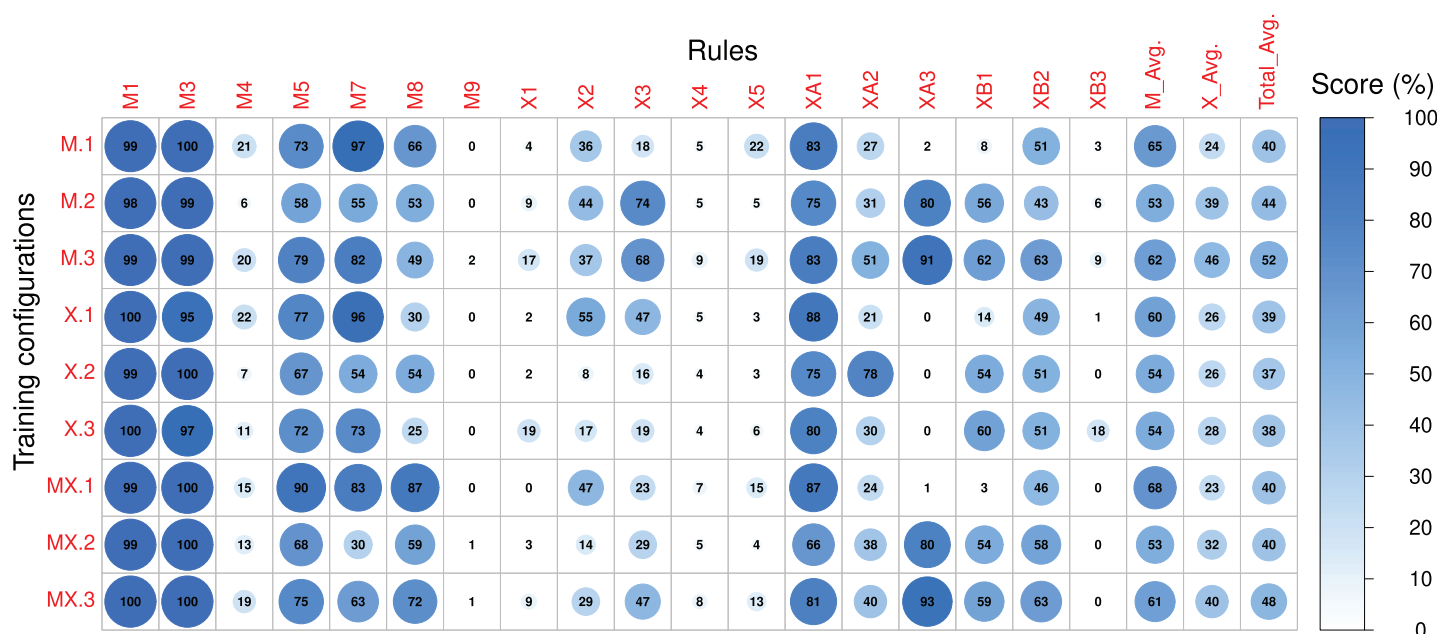 Rules
Score (%)
M1 M3 M4 M5 M7 M8 M9 X1 X2 X3 X4 X5 XA1 XA2 XA3 XB1 XB2 XB3 M_Avg. X_Avg. Total_Avg.
Training configurations
M.1 99 100 21 73 97 66 0 4 36 18 5 22 83 27 2 8 51 3 65 24 40
M.2 98 99 6 58 55 53 0 9 44 74 5 5 75 31 80 56 43 6 53 39 44
M.3 99 99 20 79 82 49 2 17 37 68 9 19 83 51 91 62 63 9 62 46 52
X.1 100 95 22 77 96 30 0 2 55 47 5 3 88 21 0 14 49 1 60 26 39
X.2 99 100 7 67 54 54 0 2 8 16 4 3 75 78 0 54 51 0 54 26 37
X.3 100 97 11 72 73 25 0 19 17 19 4 6 80 30 0 60 51 18 54 28 38
MX.1 99 100 15 90 83 87 0 0 47 23 7 15 87 24 1 3 46 0 68 23 40
MX.2 99 100 13 68 30 59 1 3 14 29 5 4 66 38 80 54 58 0 53 32 40
MX.3 100 100 19 75 63 72 1 9 29 47 8 13 81 40 93 59 63 0 61 40 48
100
90
80
70
60
50
40
30
20
10
0